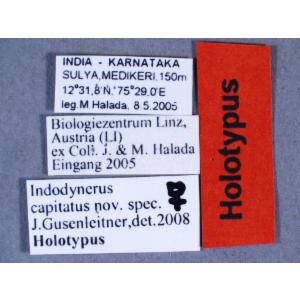 INDIA - KARNATAKA
SULYA,MEDIKERI,150m
12°31,8'N,'75°29.0'E
leg.M.Halada, 8.5.2005
Biologiezentrum Linz,
Austria (LI)
ex Coll. J. & M. Halada
Eingang 2005
Indodynerus ♀
capitatus nov. spec.
J.Gusenleitner,det.2008
Holotypus
Holotypus